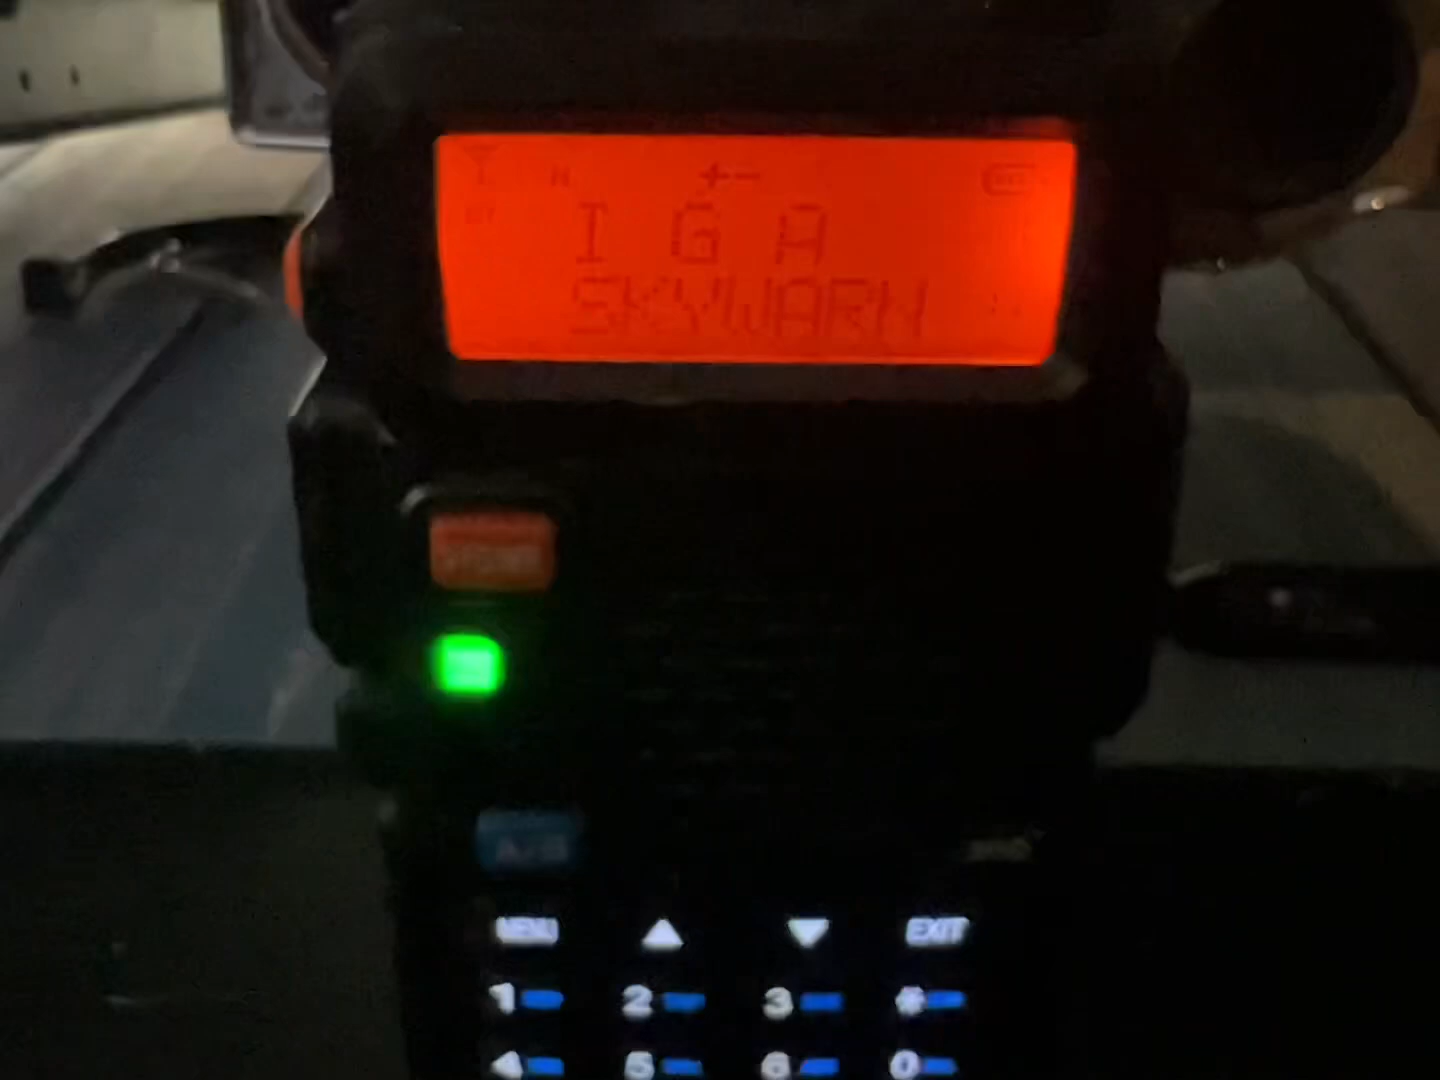 N +-
I G A
SKYWARN
A/B
MENU EXIT
1 2 3 *
4 5 6 0